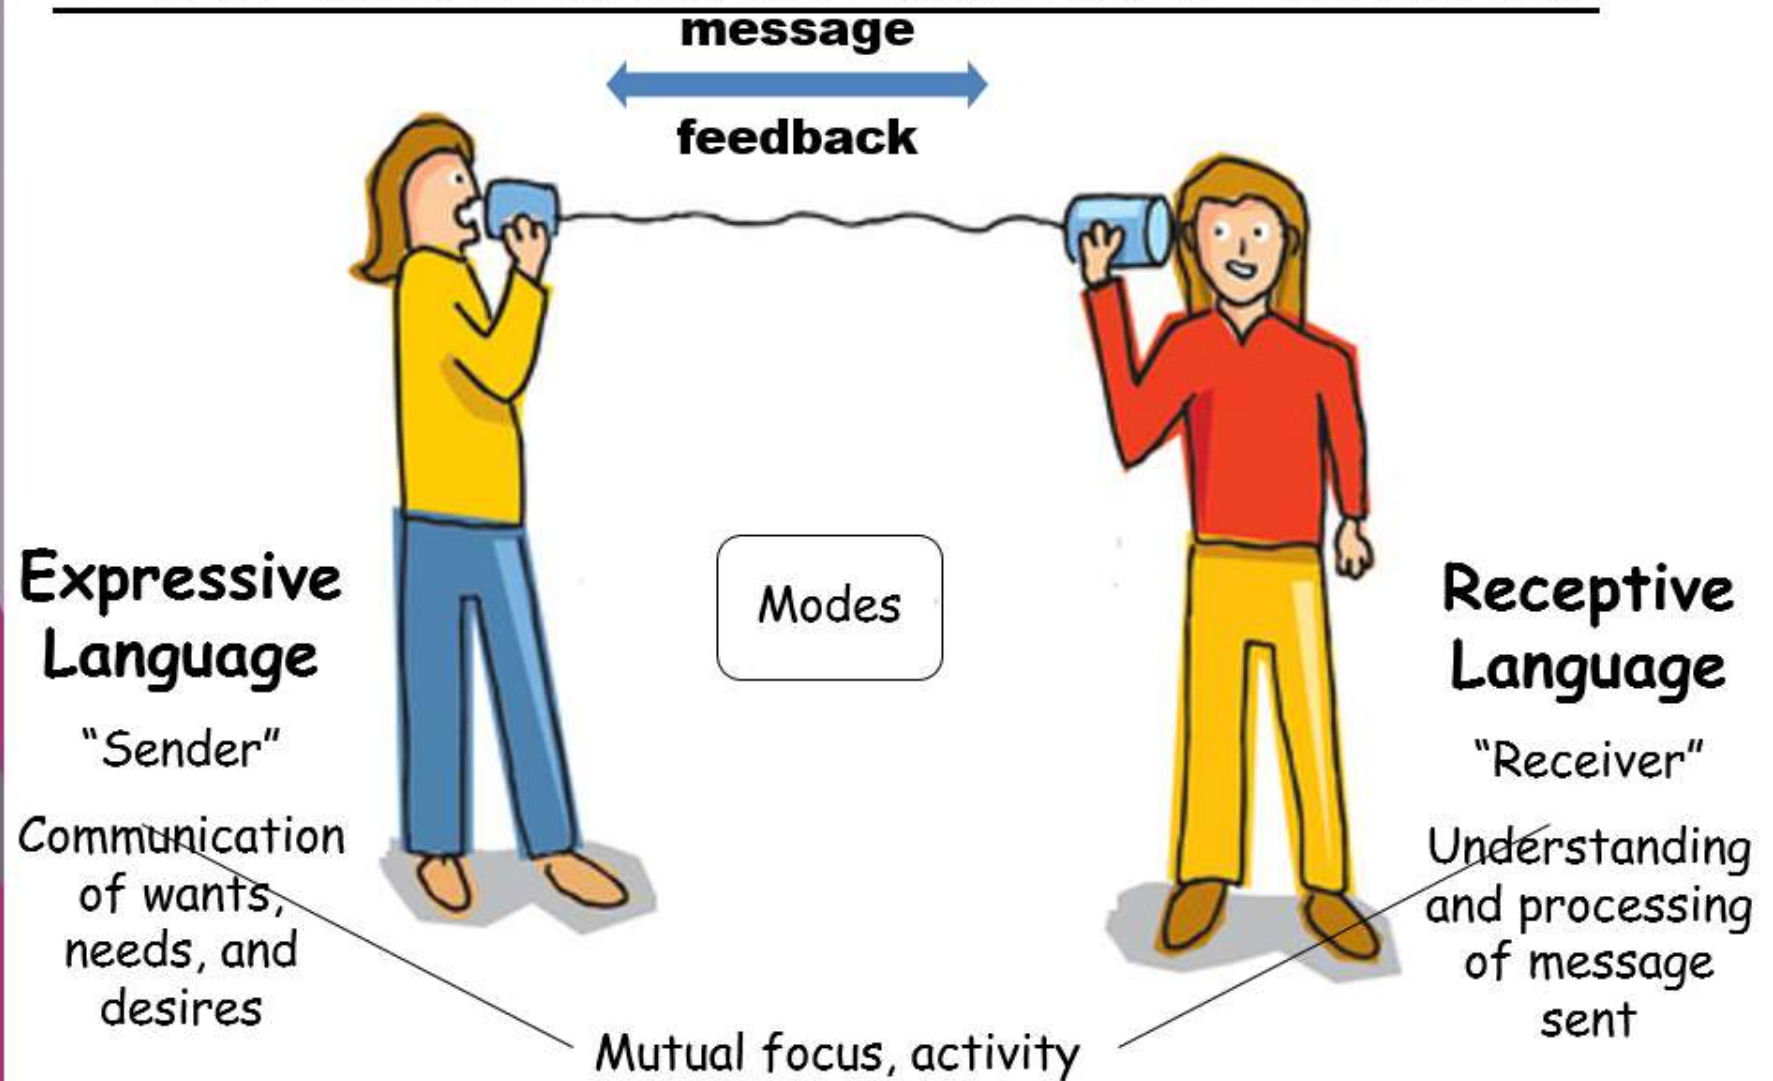 message
feedback
Expressive
Language
“Sender”
Communication
of wants,
needs, and
desires
Modes
Receptive
Language
“Receiver”
Understanding
and processing
of message
sent
Mutual focus, activity